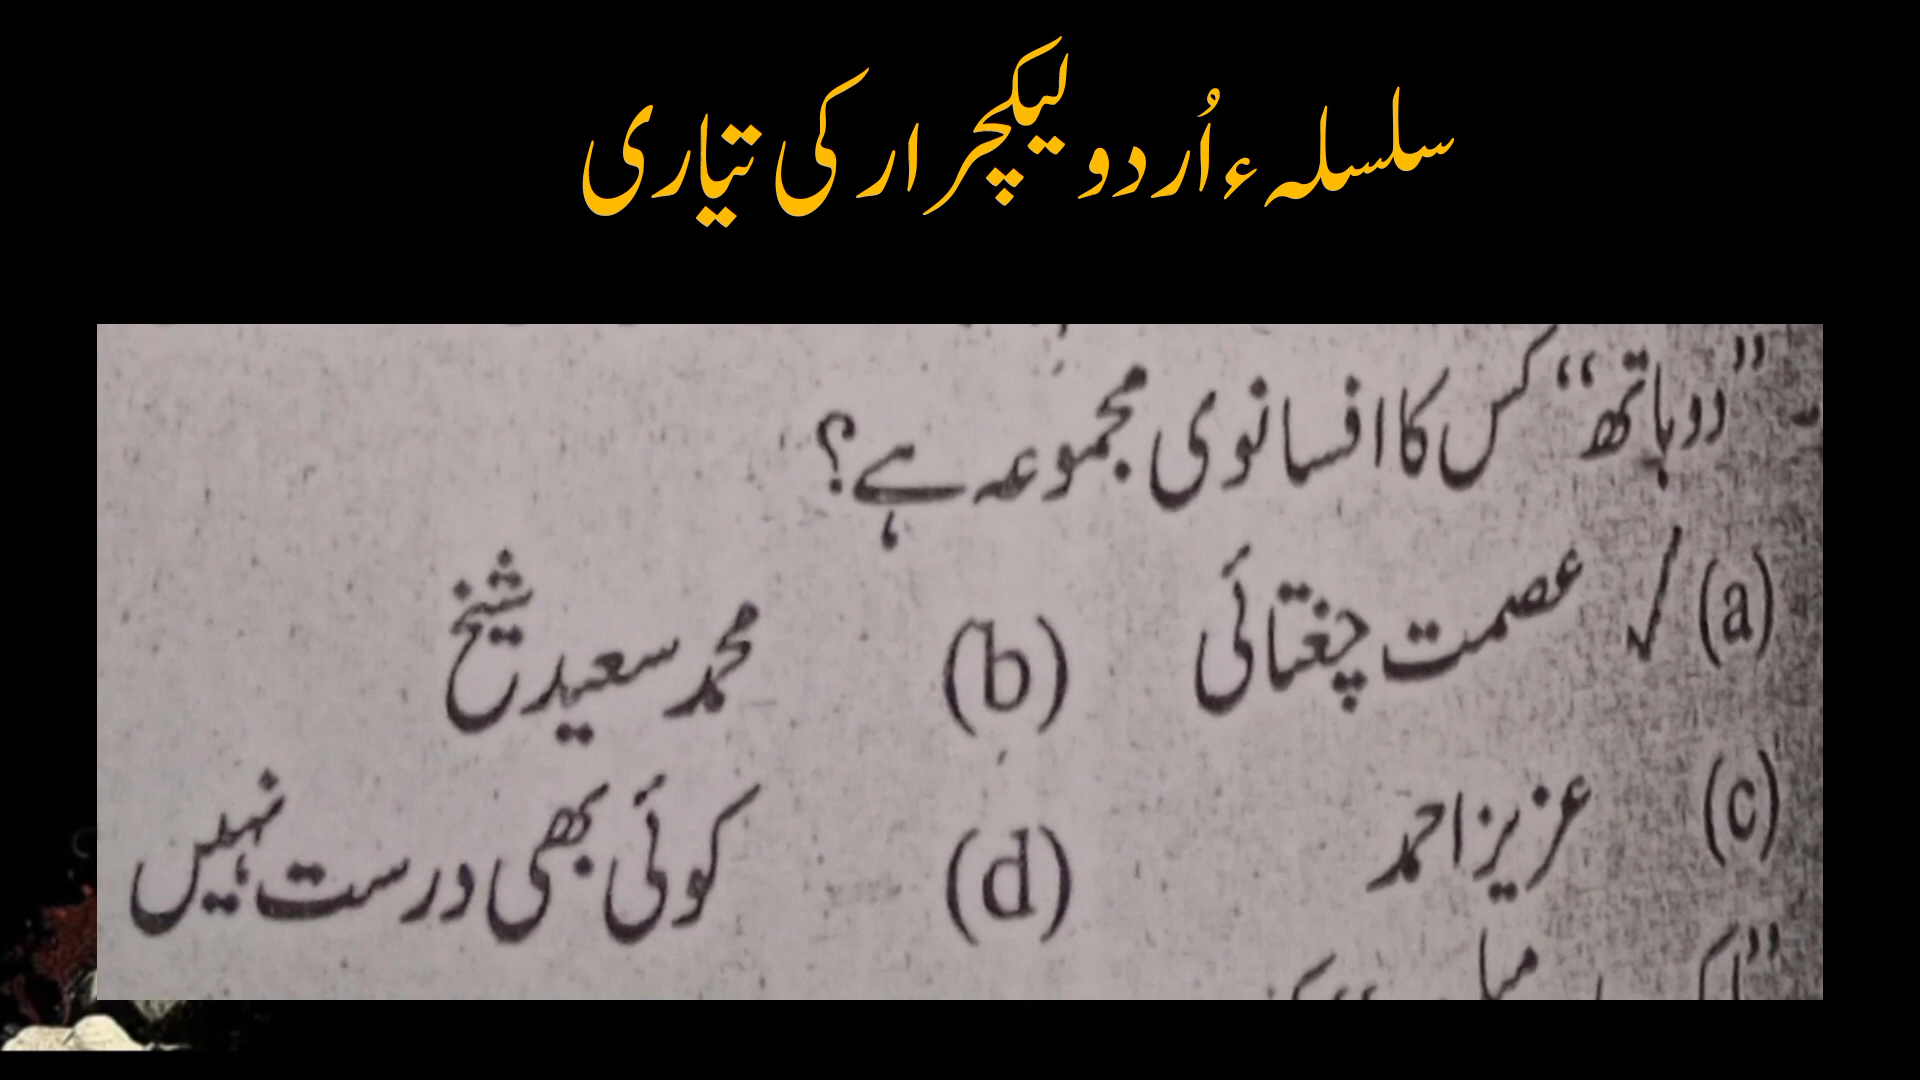 سلسلہء اُردو لیکچرار کی تیاری
- ”دو ہاتھ“ کس کا افسانوی مجموعہ ہے؟
(a) ✓ عصمت چغتائی (b) محمد سعید شیخ
(c) عزیز احمد (d) کوئی بھی درست نہیں